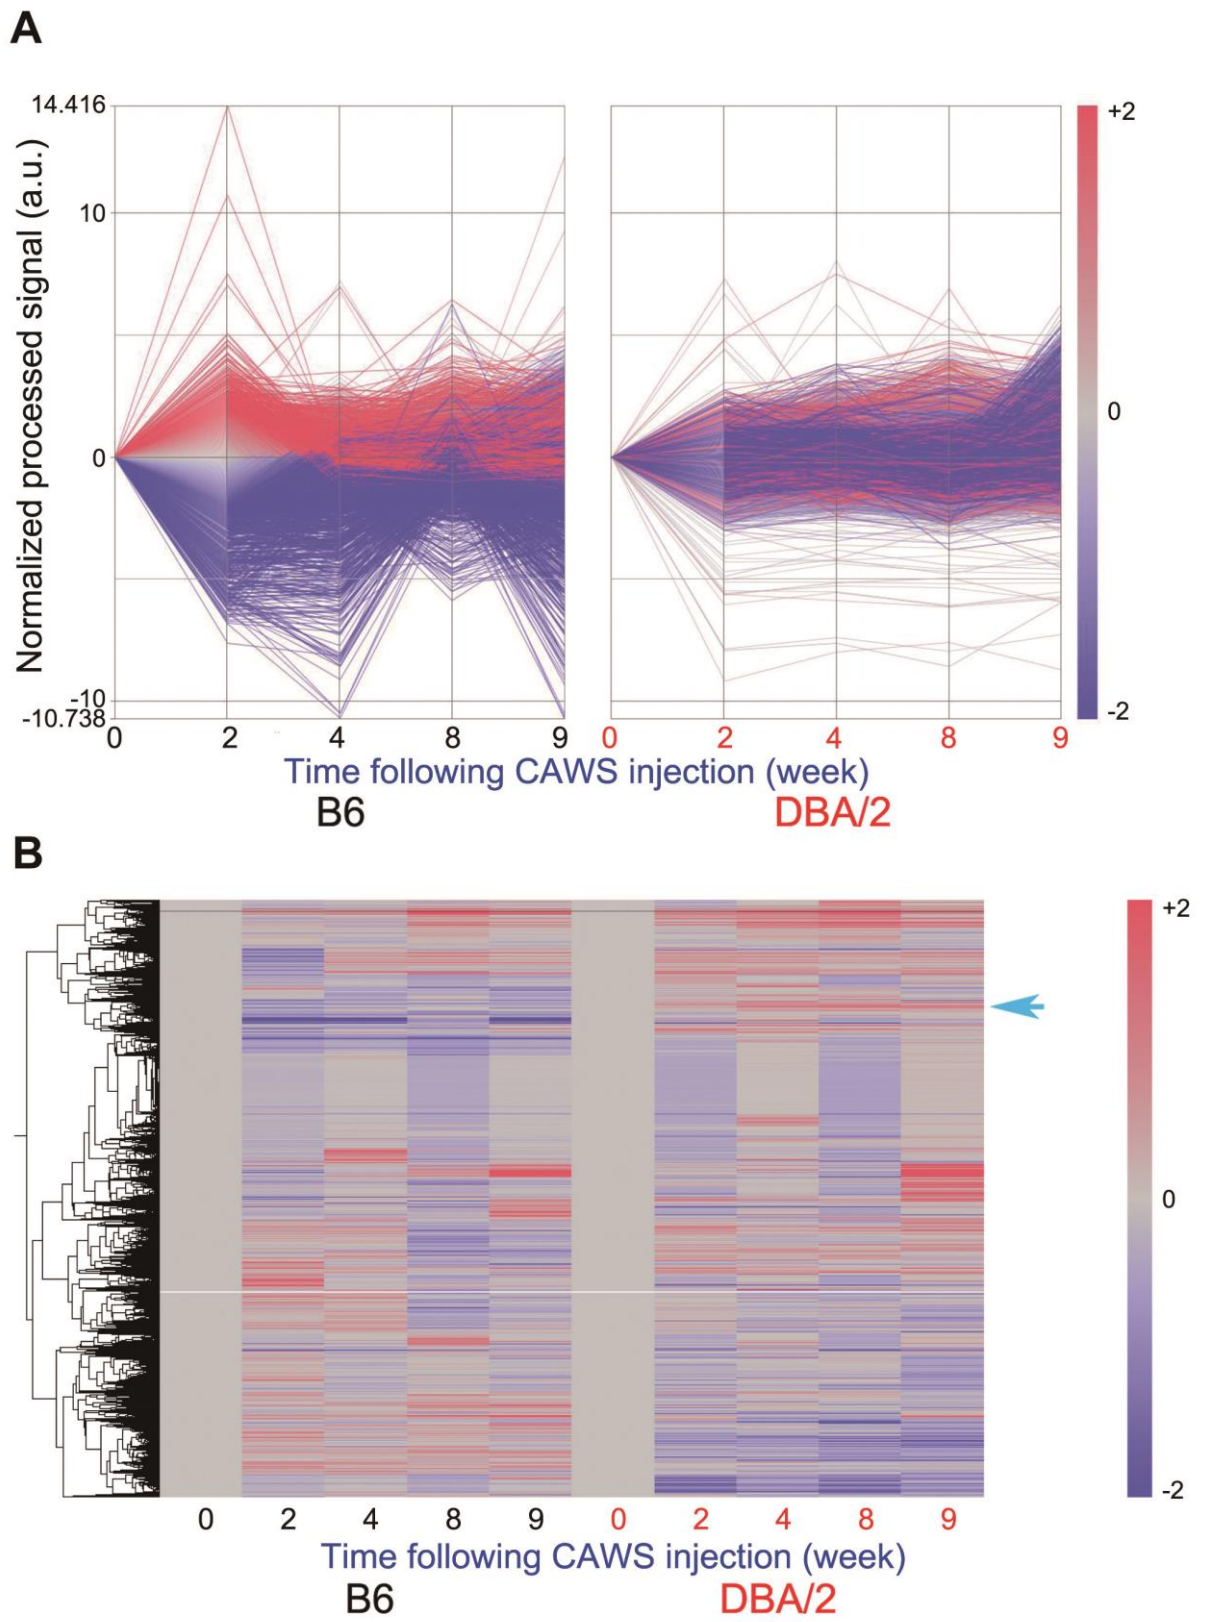 A
14.416
10
0
-10
-10.738
Normalized processed signal (a.u.)
+2
0
-2
0 2 4 8 9 0 2 4 8 9
Time following CAWS injection (week)
B6 DBA/2
B
+2
0
-2
0 2 4 8 9 0 2 4 8 9
Time following CAWS injection (week)
B6 DBA/2